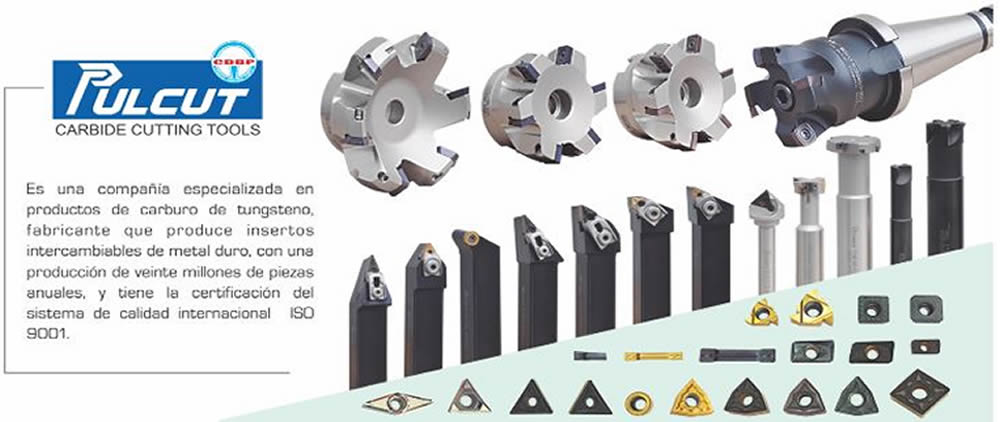 CDBP
PULCUT
CARBIDE CUTTING TOOLS
Es una compañía especializada en
productos de carburo de tungsteno,
fabricante que produce insertos
intercambiables de metal duro, con una
producción de veinte millones de piezas
anuales, y tiene la certificación del
sistema de calidad internacional ISO
9001.